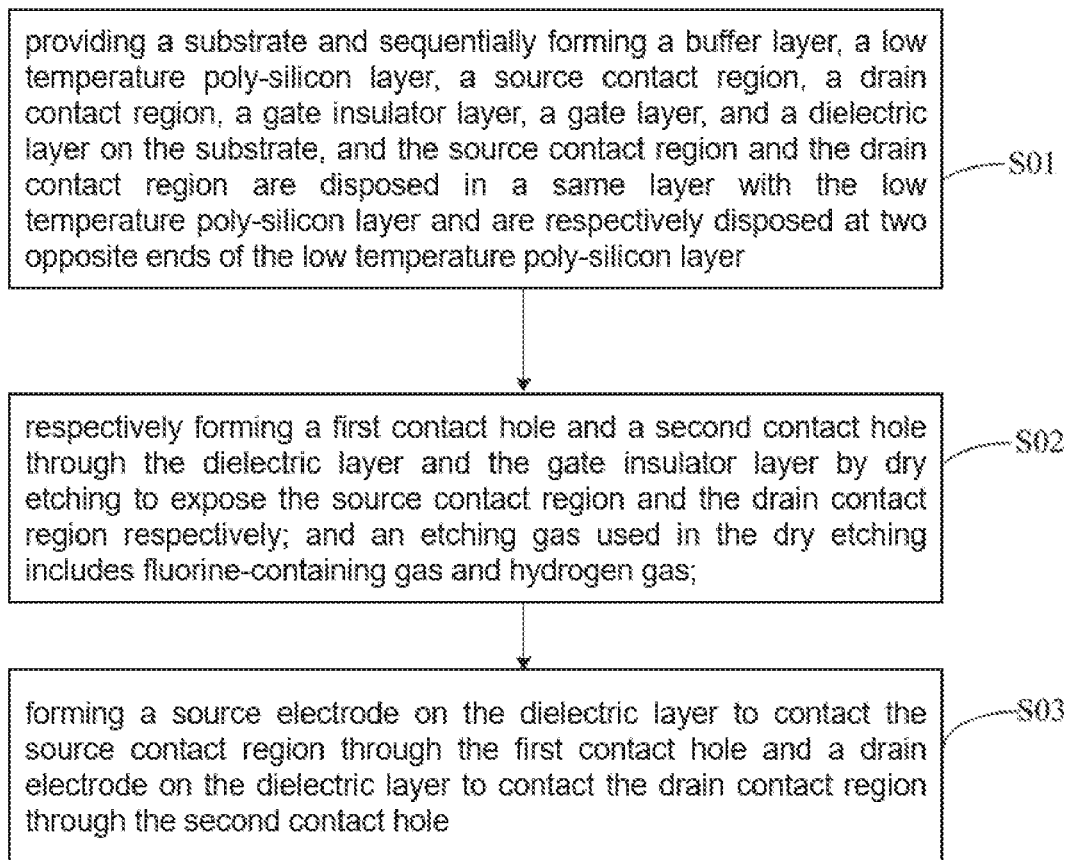 providing a substrate and sequentially forming a buffer layer, a low
temperature poly-silicon layer, a source contact region, a drain
contact region, a gate insulator layer, a gate layer, and a dielectric
layer on the substrate, and the source contact region and the drain
contact region are disposed in a same layer with the low
temperature poly-silicon layer and are respectively disposed at two
opposite ends of the low temperature poly-silicon layer
S01
respectively forming a first contact hole and a second contact hole
through the dielectric layer and the gate insulator layer by dry
etching to expose the source contact region and the drain contact
region respectively; and an etching gas used in the dry etching
includes fluorine-containing gas and hydrogen gas;
S02
forming a source electrode on the dielectric layer to contact the
source contact region through the first contact hole and a drain
electrode on the dielectric layer to contact the drain contact region
through the second contact hole
S03